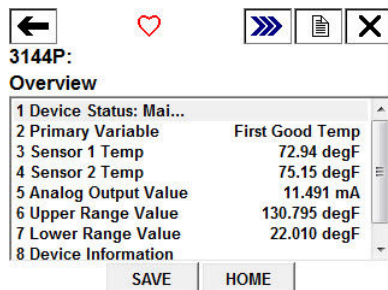 3144P:
Overview
1 Device Status: Mai...
2 Primary Variable First Good Temp
3 Sensor 1 Temp 72.94 degF
4 Sensor 2 Temp 75.15 degF
5 Analog Output Value 11.491 mA
6 Upper Range Value 130.795 degF
7 Lower Range Value 22.010 degF
8 Device Information
SAVE HOME